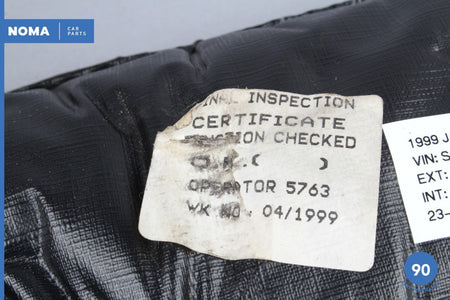 NOMA
CAR
PARTS
INSPECTION
CERTIFICATE
CHECKED
OPERATOR 5763
WK NO. 04/1999
1999 J
VIN: S
EXT:
INT:
23-
90